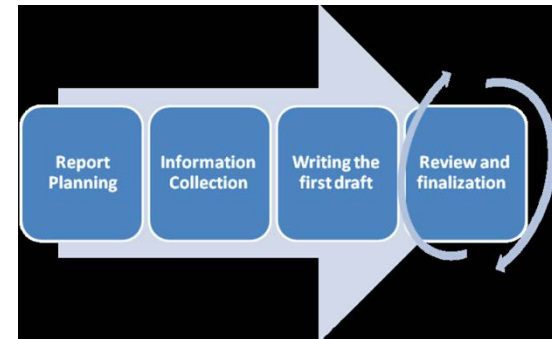 Report
Planning
Information
Collection
Writing the
first draft
Review and
finalization